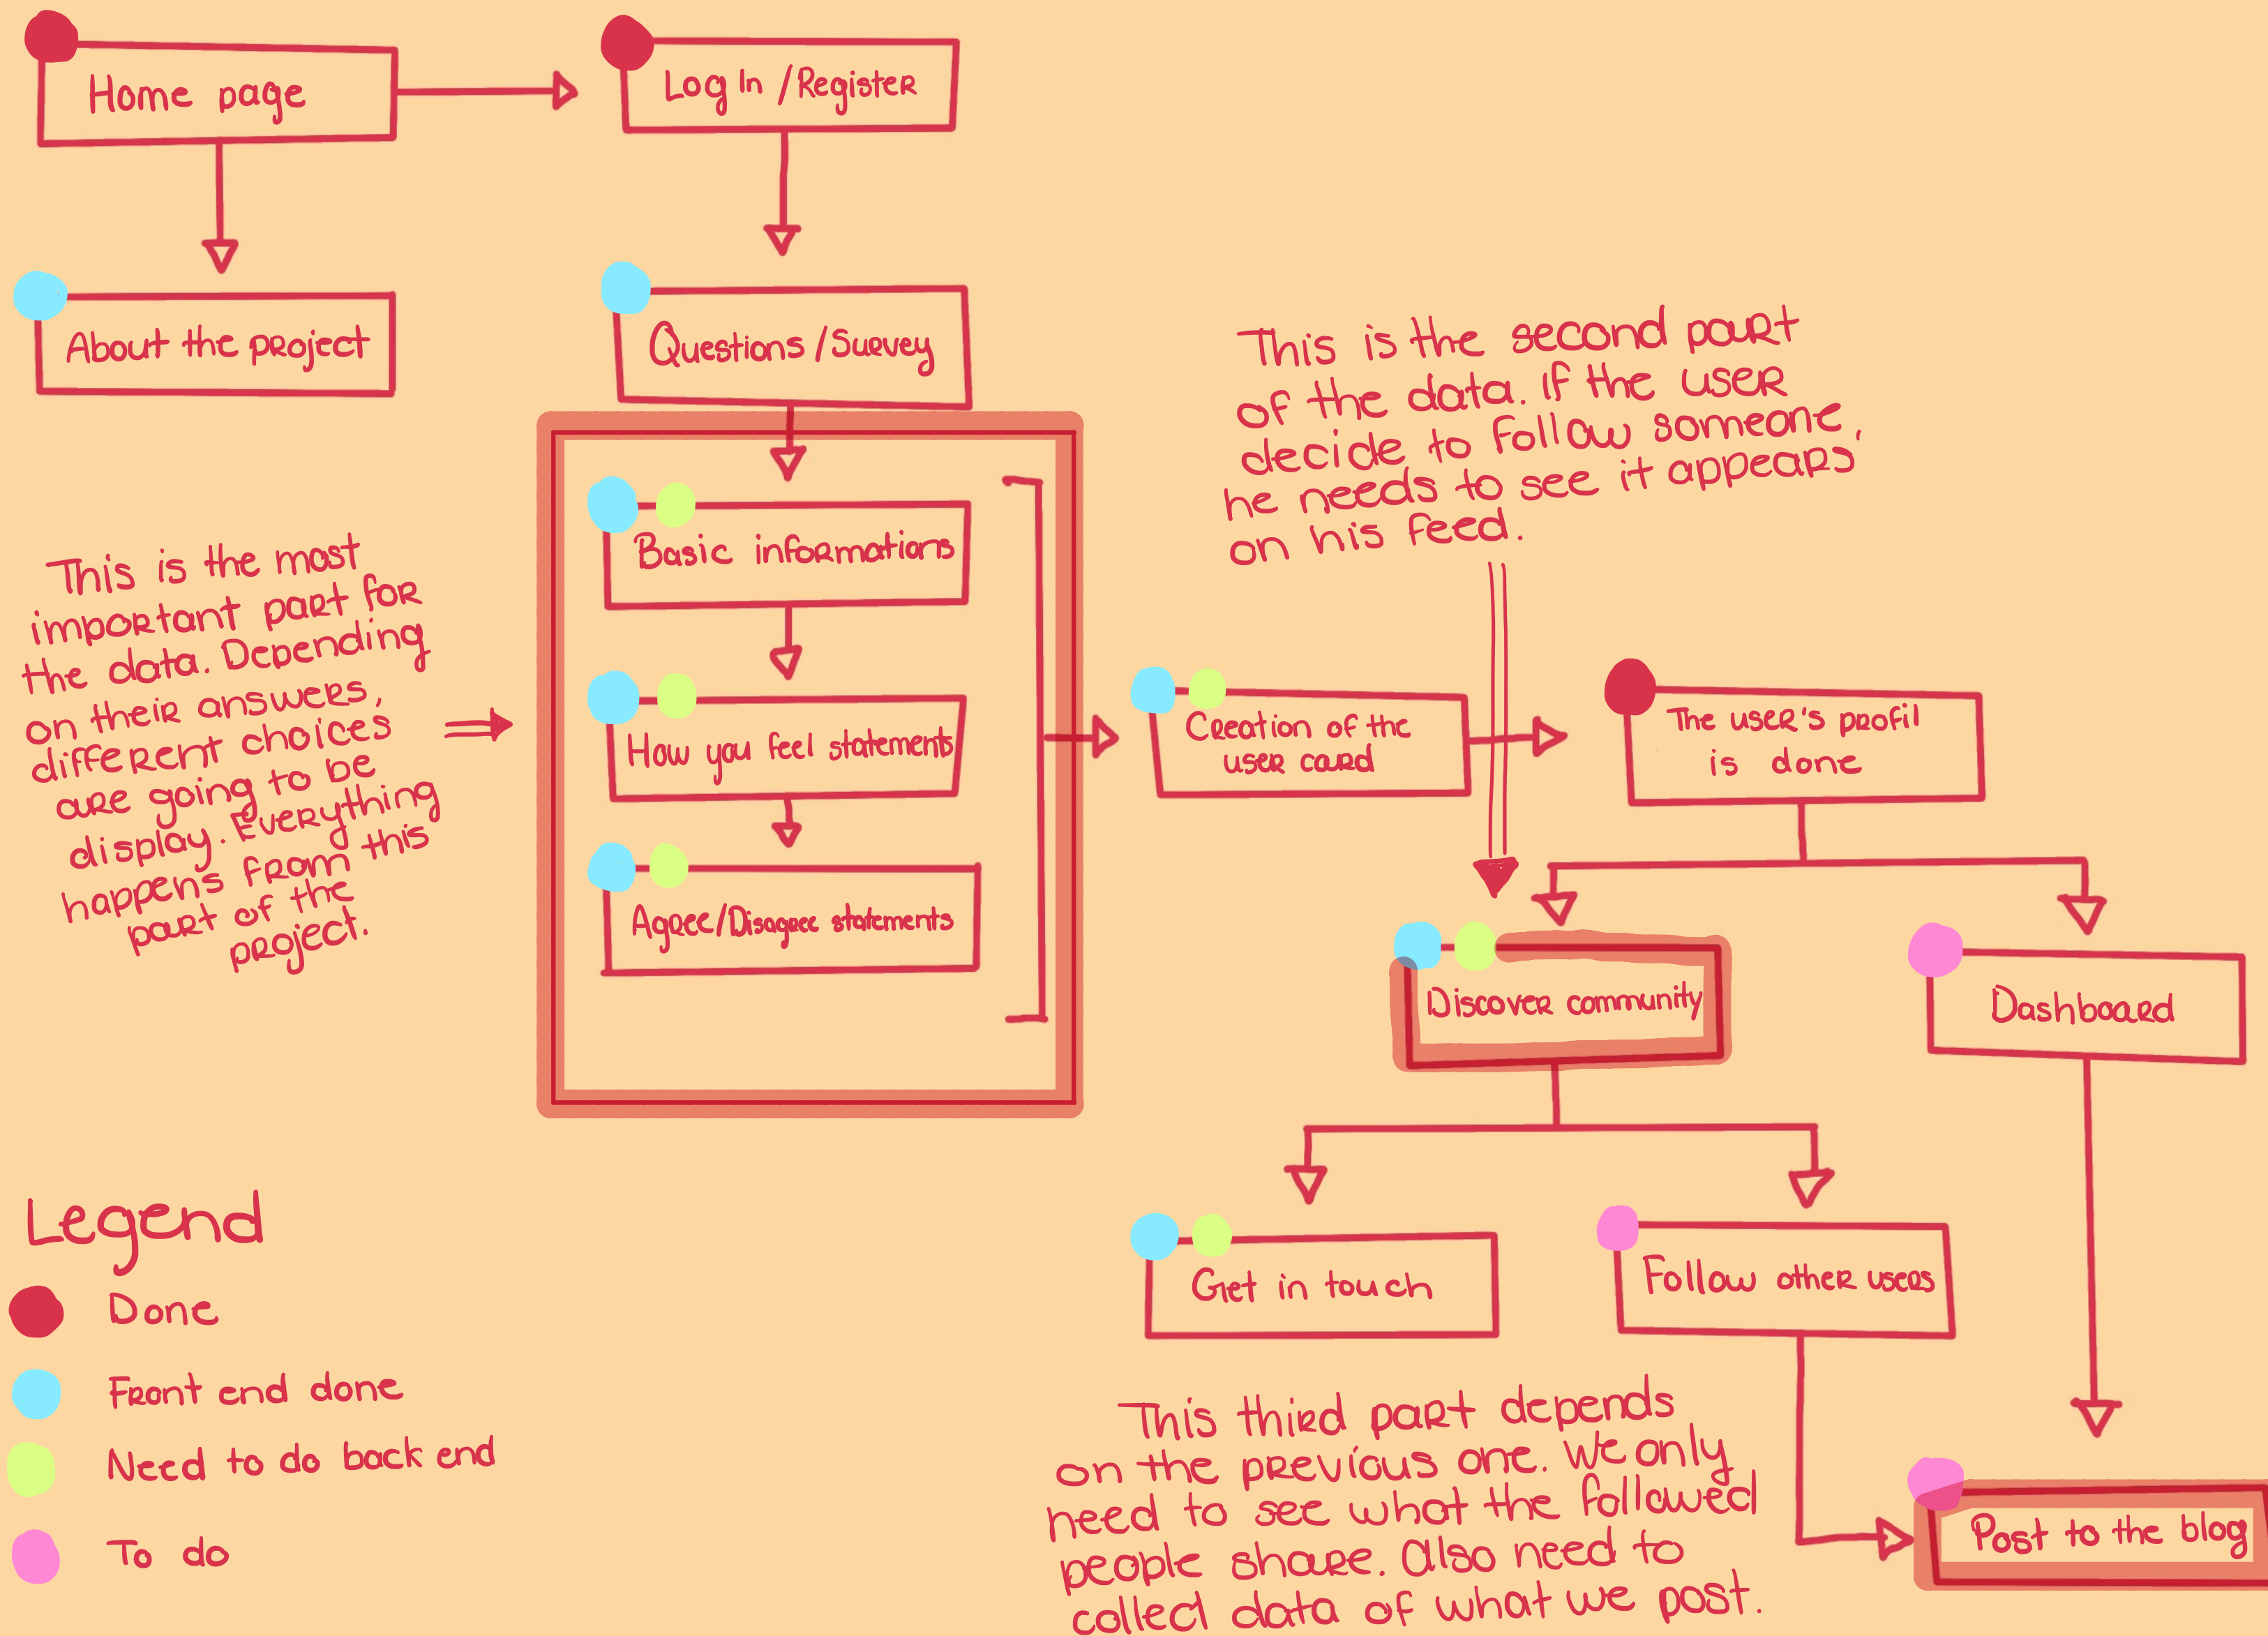 Home page
Log In / Register
About the project
Questions / Survey
This is the second part
of the data. If the user
decide to follow someone,
he needs to see it appears
on his feed.
This is the most
important part for
the data. Depending
on their answers,
different choices
are going to be
display. Everything
happens from this
part of the
project.
Basic informations
How you feel statements
Agree/Disagree statements
Creation of the
user card
The user's profil
is done
Discover community
Dashboard
Get in touch
Follow other users
Post to the blog
This third part depends
on the previous one. We only
need to see what the followed
people share. Also need to
collect data of what we post.
Legend
Done
Front end done
Need to do back end
To do